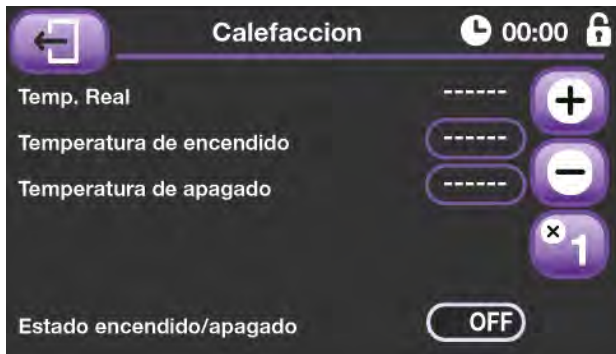 Calefaccion 00:00
Temp. Real ------
Temperatura de encendido ------
Temperatura de apagado ------
+
-
×1
Estado encendido/apagado OFF